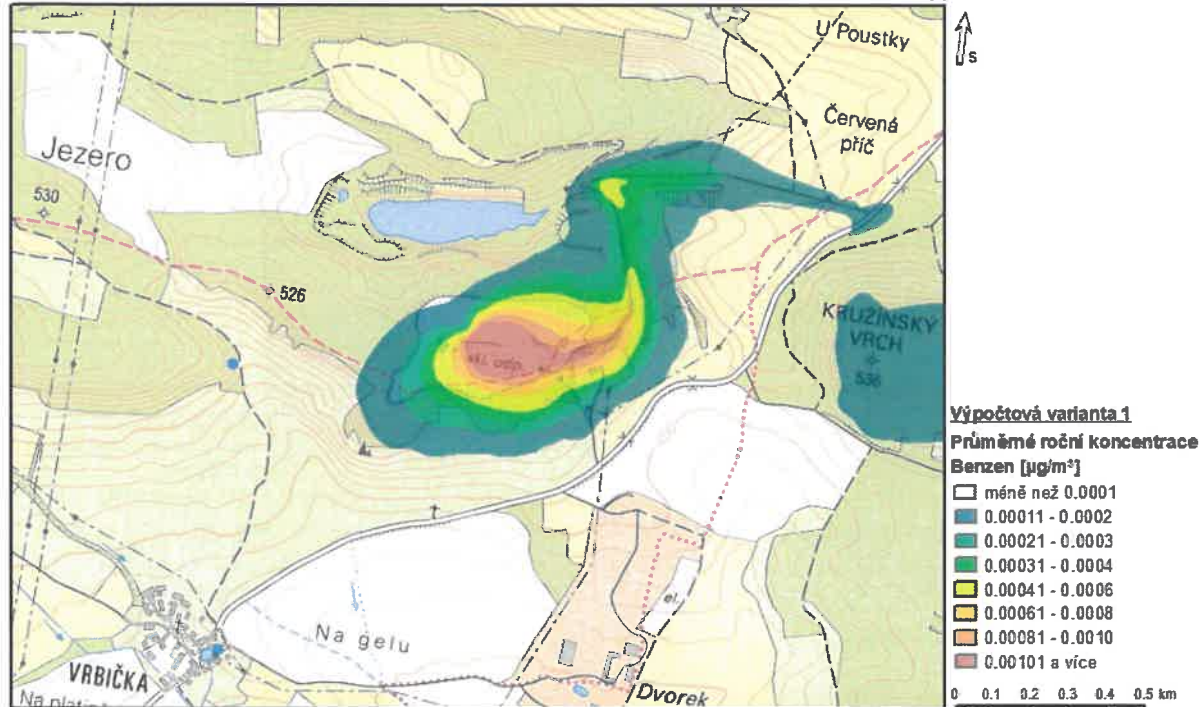 U Poustky
S
Červená
příč
Jezero
530
526
KRUŽÍNSKÝ
VRCH
536
Výpočtová varianta 1
Průměrné roční koncentrace
Benzen [µg/m³]
méně než 0.0001
0.00011 - 0.0002
0.00021 - 0.0003
0.00031 - 0.0004
0.00041 - 0.0006
0.00061 - 0.0008
0.00081 - 0.0010
0.00101 a více
el.
Na gelu
VRBIČKA
Dvorek
0 0.1 0.2 0.3 0.4 0.5 km